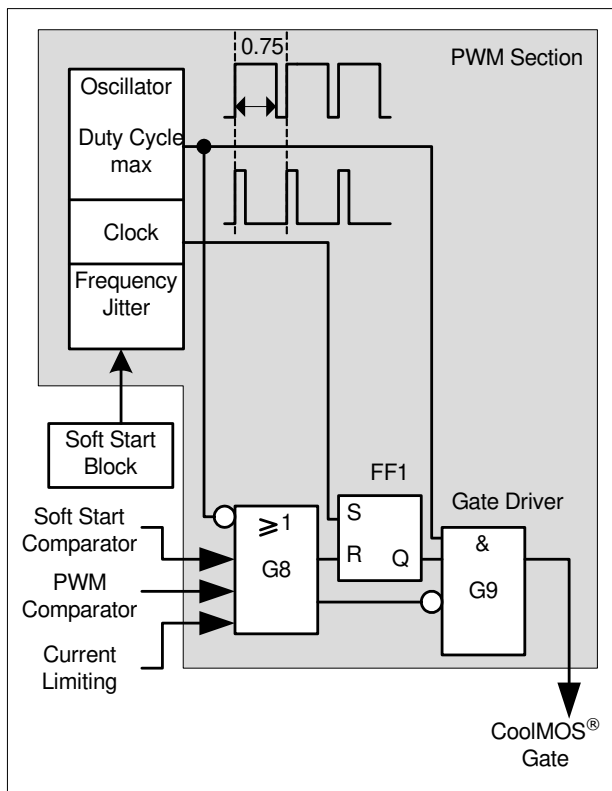 0.75
PWM Section
Oscillator
Duty Cycle
max
Clock
Frequency
Jitter
Soft Start
Block
FF1
Gate Driver
Soft Start
Comparator
PWM
Comparator
Current
Limiting
⩾1
G8
S
R
Q
&
G9
CoolMOS®
Gate